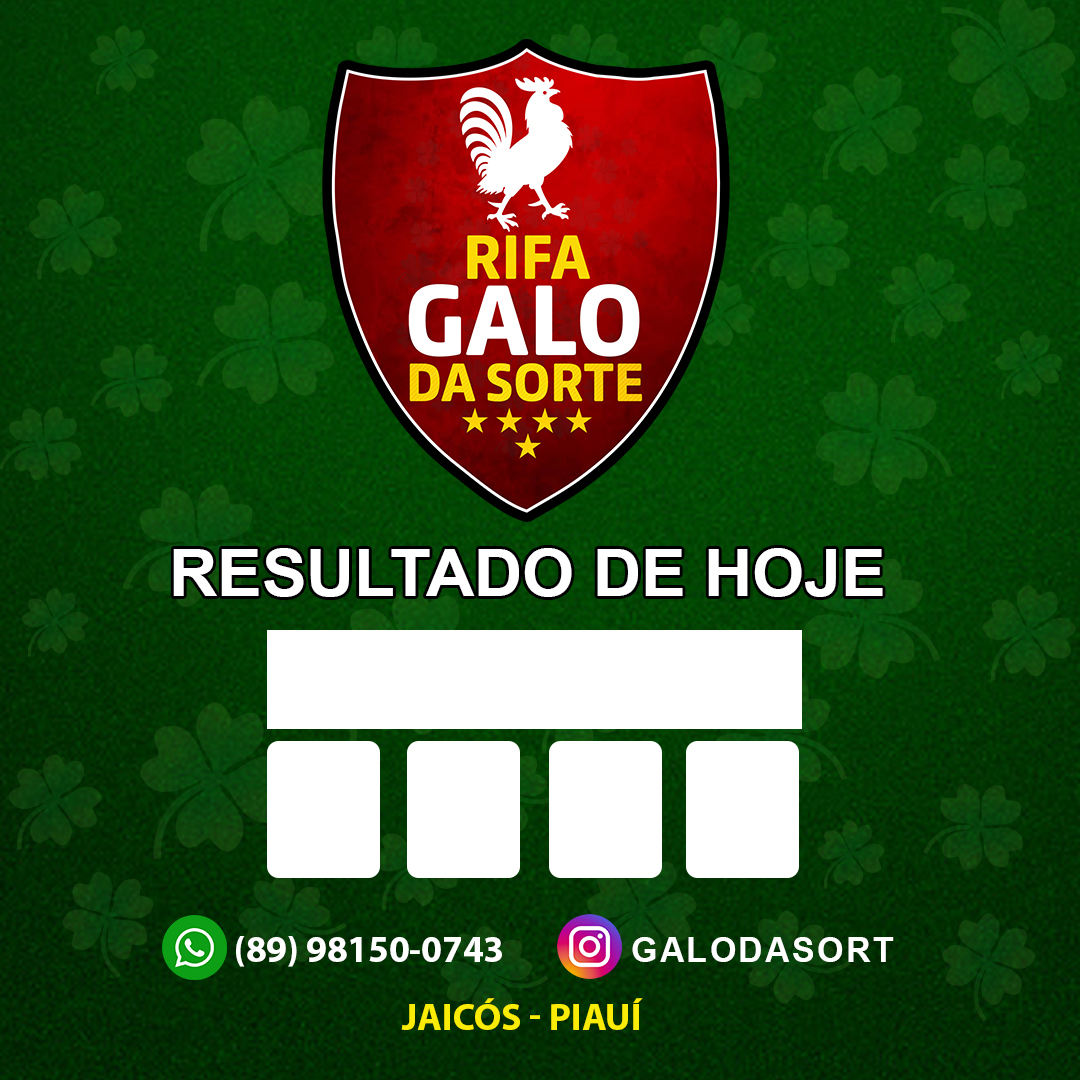 RIFA
GALO
DA SORTE
RESULTADO DE HOJE
(89) 98150-0743 GALODASORT
JAICÓS - PIAUÍ